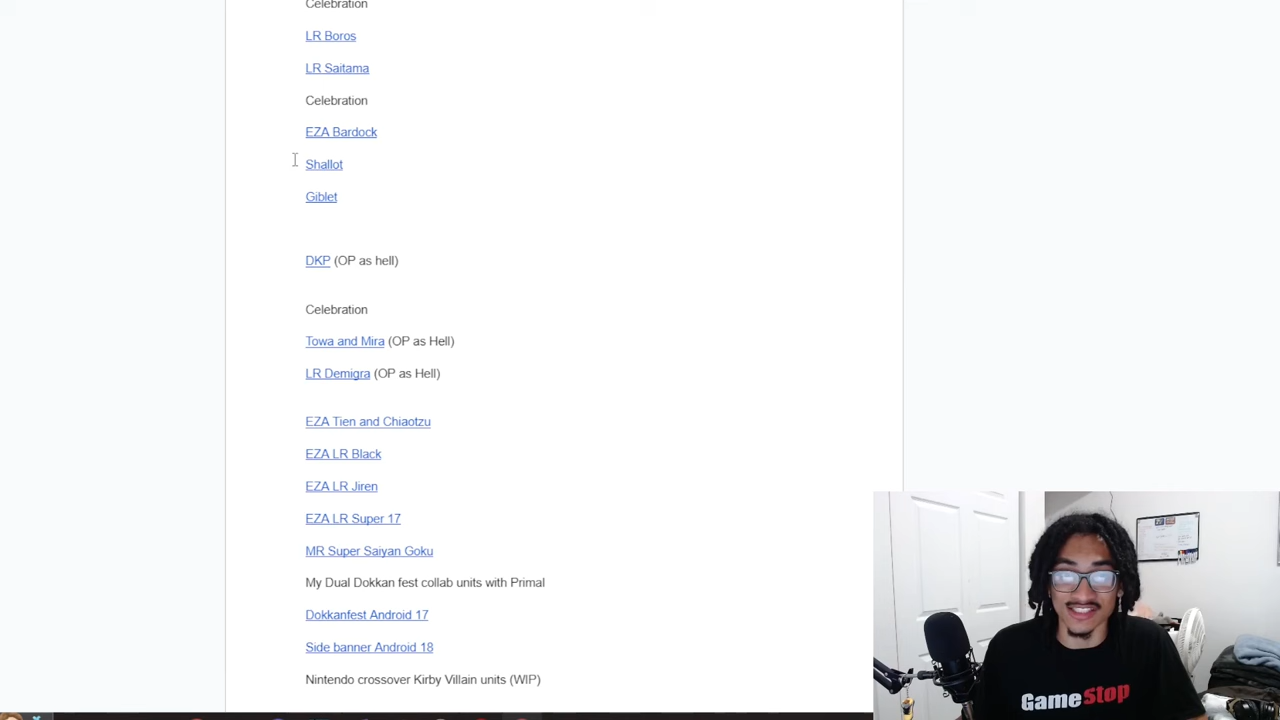 Celebration
LR Boros
LR Saitama
Celebration
EZA Bardock
Shallot
Giblet
DKP (OP as hell)
Celebration
Towa and Mira (OP as Hell)
LR Demigra (OP as Hell)
EZA Tien and Chiaotzu
EZA LR Black
EZA LR Jiren
EZA LR Super 17
MR Super Saiyan Goku
My Dual Dokkan fest collab units with Primal
Dokkanfest Android 17
Side banner Android 18
Nintendo crossover Kirby Villain units (WIP)
GameStop